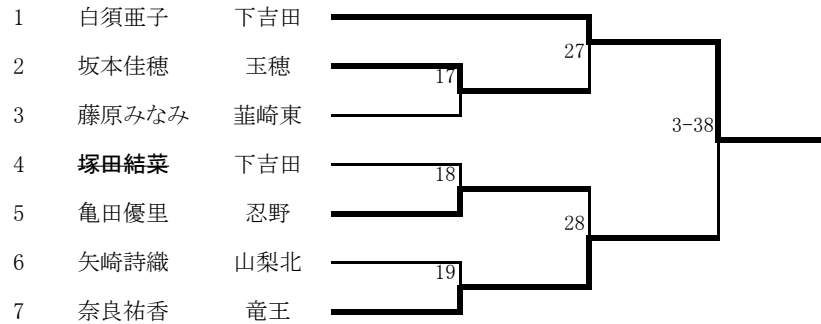 1 白須亜子 下吉田
27
2 坂本佳穂 玉穂
17
3 藤原みなみ 韮崎東
3-38
4 塚田結菜 下吉田
18
5 亀田優里 忍野
28
6 矢崎詩織 山梨北
19
7 奈良祐香 竜王